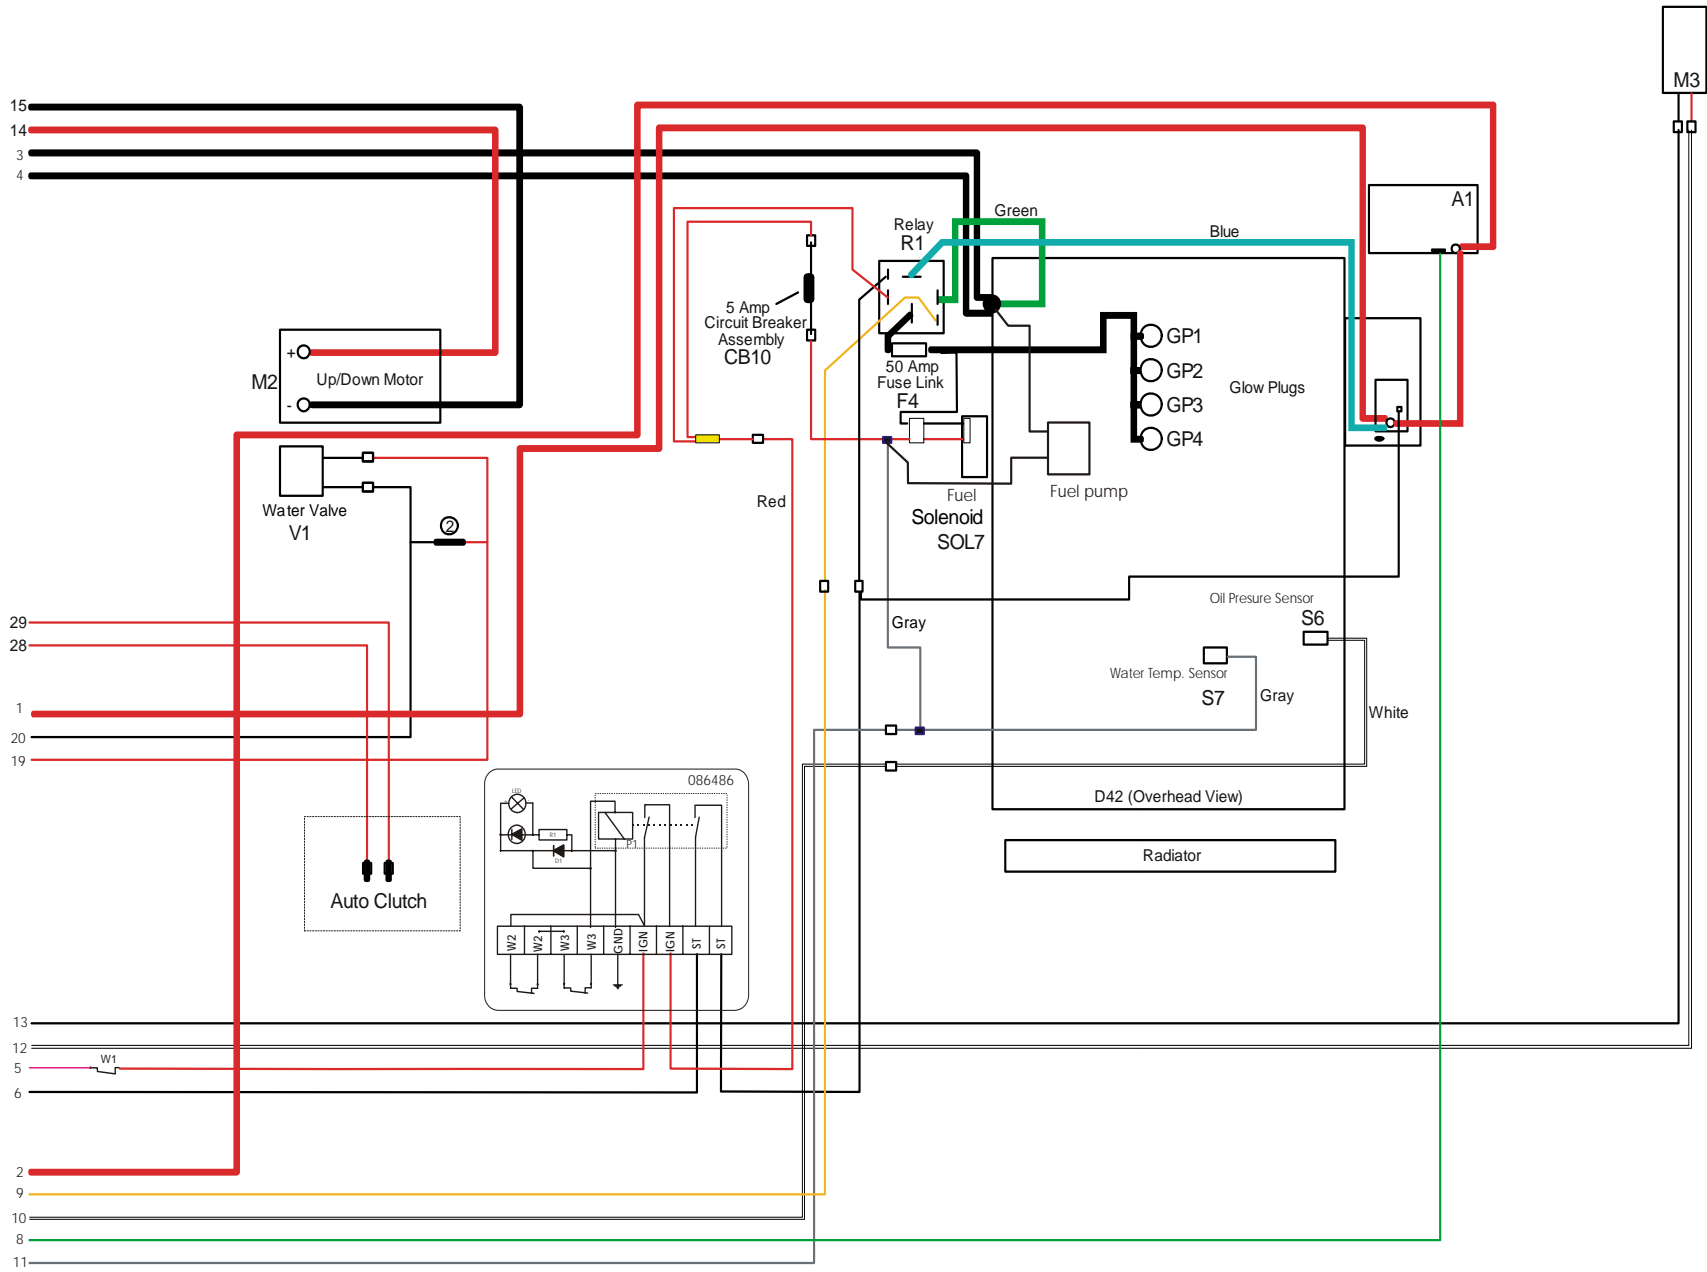 M3
15
14
3
4
A1
Green
Relay
R1
Blue
5 Amp
Circuit Breaker
Assembly
CB10
GP1
+
M2
Up/Down Motor
-
50 Amp
Fuse Link
F4
GP2
GP3
GP4
Glow Plugs
Red
Water Valve
V1
2
Fuel
Solenoid
SOL7
Fuel pump
Oil Presure Sensor
S6
29
28
Gray
Water Temp. Sensor
S7
Gray
White
1
20
19
086486
LED
R1
P1
D1
D42 (Overhead View)
Radiator
Auto Clutch
W2
W2
W3
W3
GND
IGN
IGN
ST
ST
13
12
5
W1
6
2
9
10
8
11